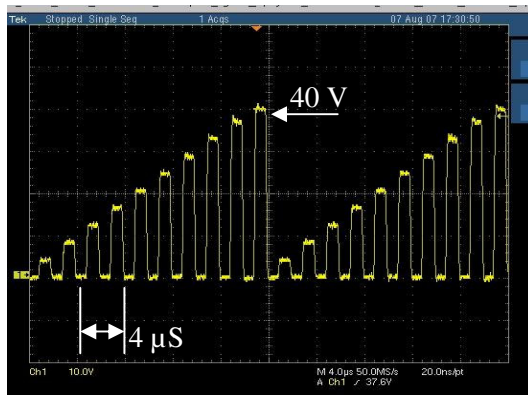 Tek Stopped Single Seq 1 Acqs 07 Aug 07 17:30:50
40 V
1
4 µS
Ch1 10.0V M 4.0µs 50.0MS/s 20.0ns/pt
A Ch1 ⁄ 37.6V